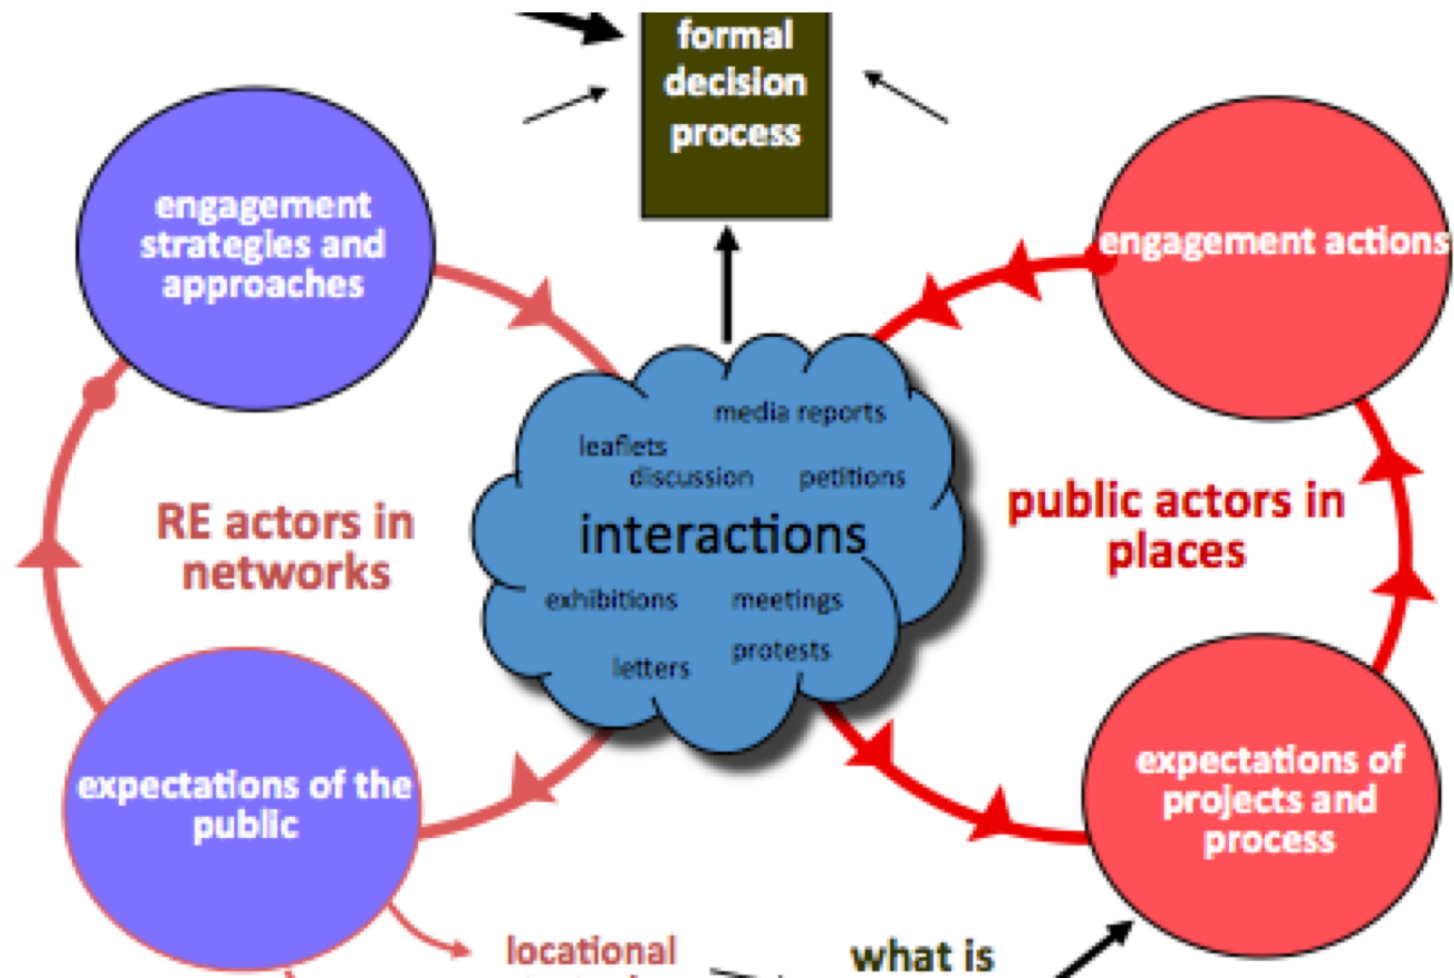 formal
decision
process
engagement
strategies and
approaches
engagement actions
media reports
leaflets
discussion
petitions
interactions
exhibitions
meetings
protests
letters
RE actors in
networks
public actors in
places
expectations of the
public
expectations of
projects and
process
locational
what is